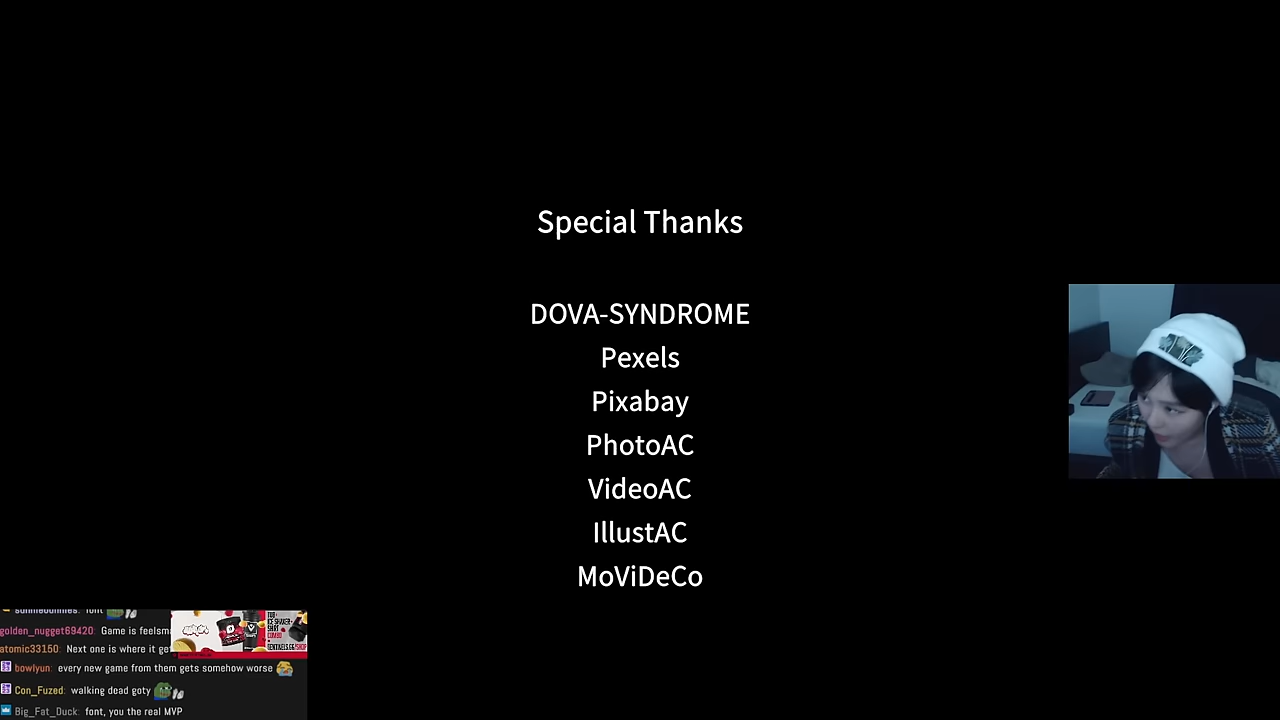 Special Thanks
DOVA-SYNDROME
Pexels
Pixabay
PhotoAC
VideoAC
IllustAC
MoViDeCo
golden_nugget69420: Game is feelsm
atomic33150: Next one is where it ge
bowlyun: every new game from them gets somehow worse
Con_Fuzed: walking dead goty
Big_Fat_Duck: font, you the real MVP